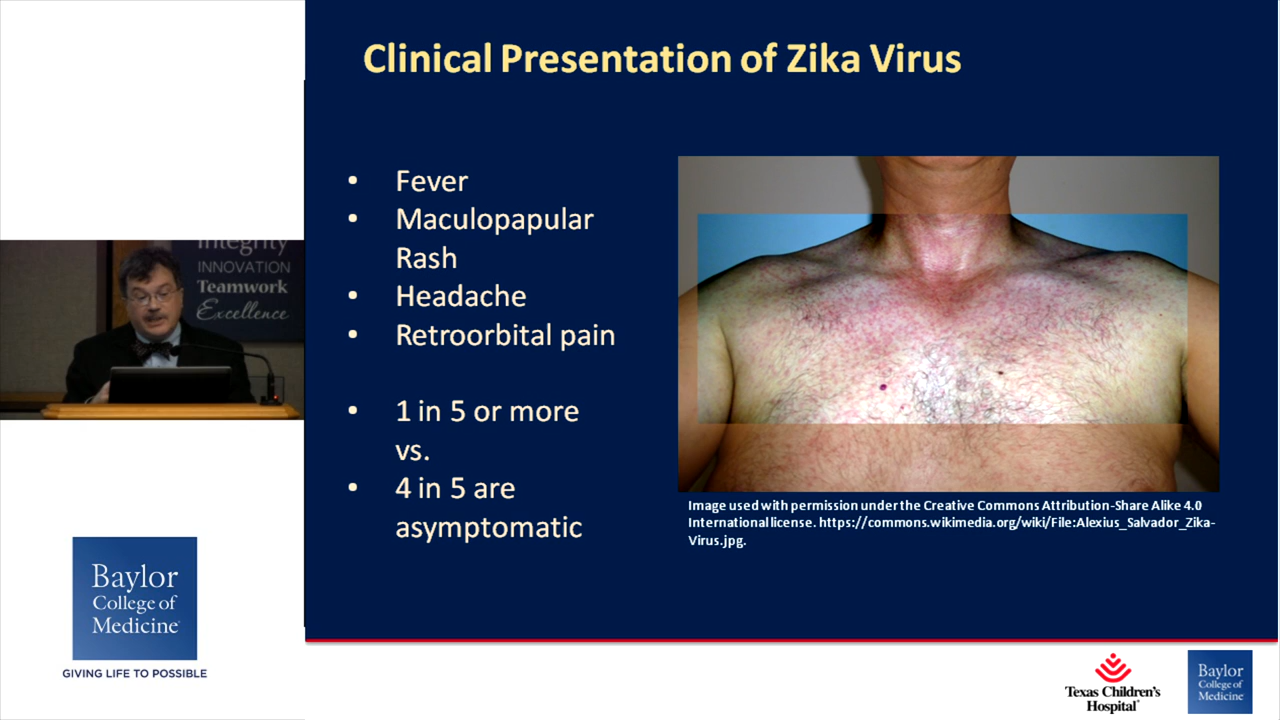 Clinical Presentation of Zika Virus
• Fever
• Maculopapular
Rash
• Headache
• Retroorbital pain
• 1 in 5 or more
vs.
• 4 in 5 are
asymptomatic
Image used with permission under the Creative Commons Attribution-Share Alike 4.0
International license. https://commons.wikimedia.org/wiki/File:Alexius_Salvador_Zika-
Virus.jpg.
Integrity
INNOVATION
Teamwork
Excellence
Baylor
College of
Medicine
GIVING LIFE TO POSSIBLE
Texas Children's
Hospital
Baylor
College of
Medicine